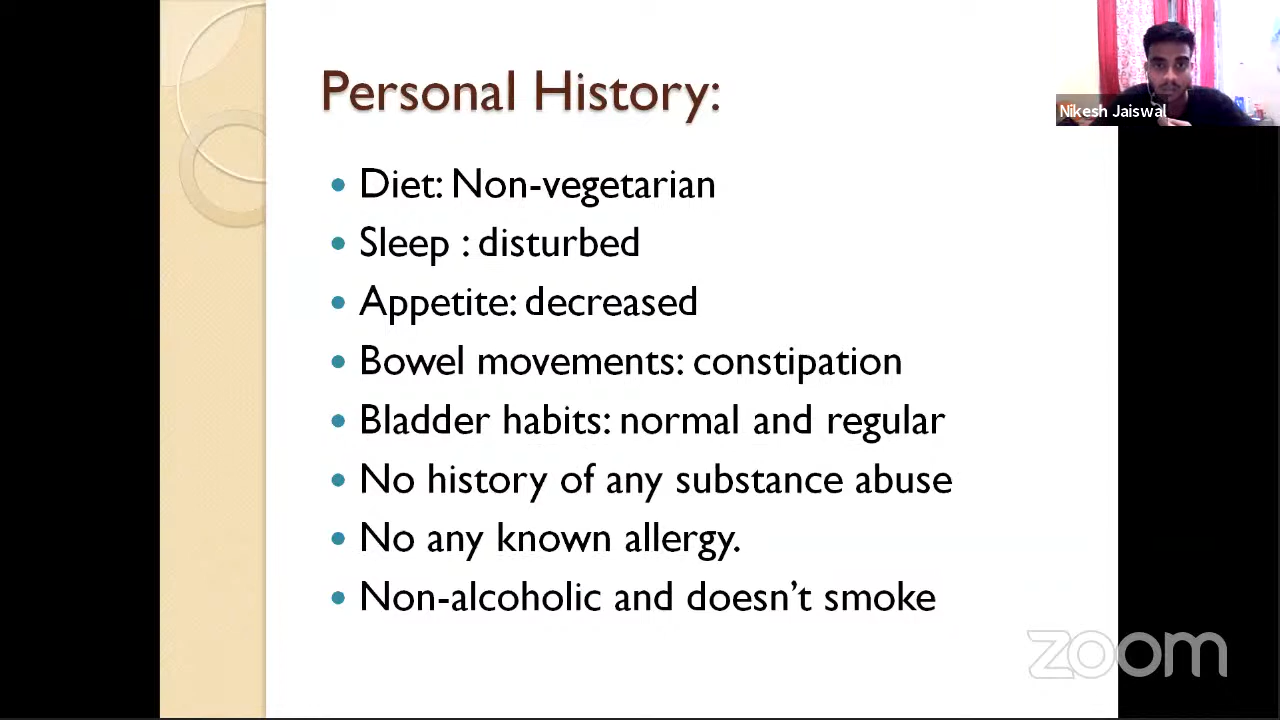 Personal History:
Nikesh Jaiswal
• Diet: Non-vegetarian
• Sleep : disturbed
• Appetite: decreased
• Bowel movements: constipation
• Bladder habits: normal and regular
• No history of any substance abuse
• No any known allergy.
• Non-alcoholic and doesn’t smoke
zoom